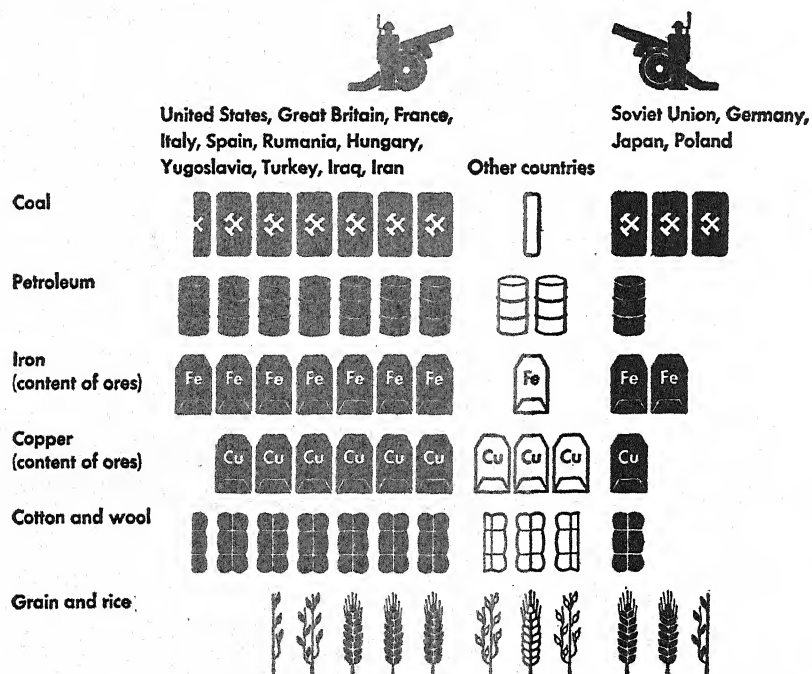 United States, Great Britain, France,
Italy, Spain, Rumania, Hungary,
Yugoslavia, Turkey, Iraq, Iran
Other countries
Soviet Union, Germany,
Japan, Poland
Coal
Petroleum
Iron
(content of ores)
Fe Fe Fe Fe Fe Fe Fe Fe Fe Fe
Copper
(content of ores)
Cu Cu Cu Cu Cu Cu Cu Cu Cu Cu
Cotton and wool
Grain and rice